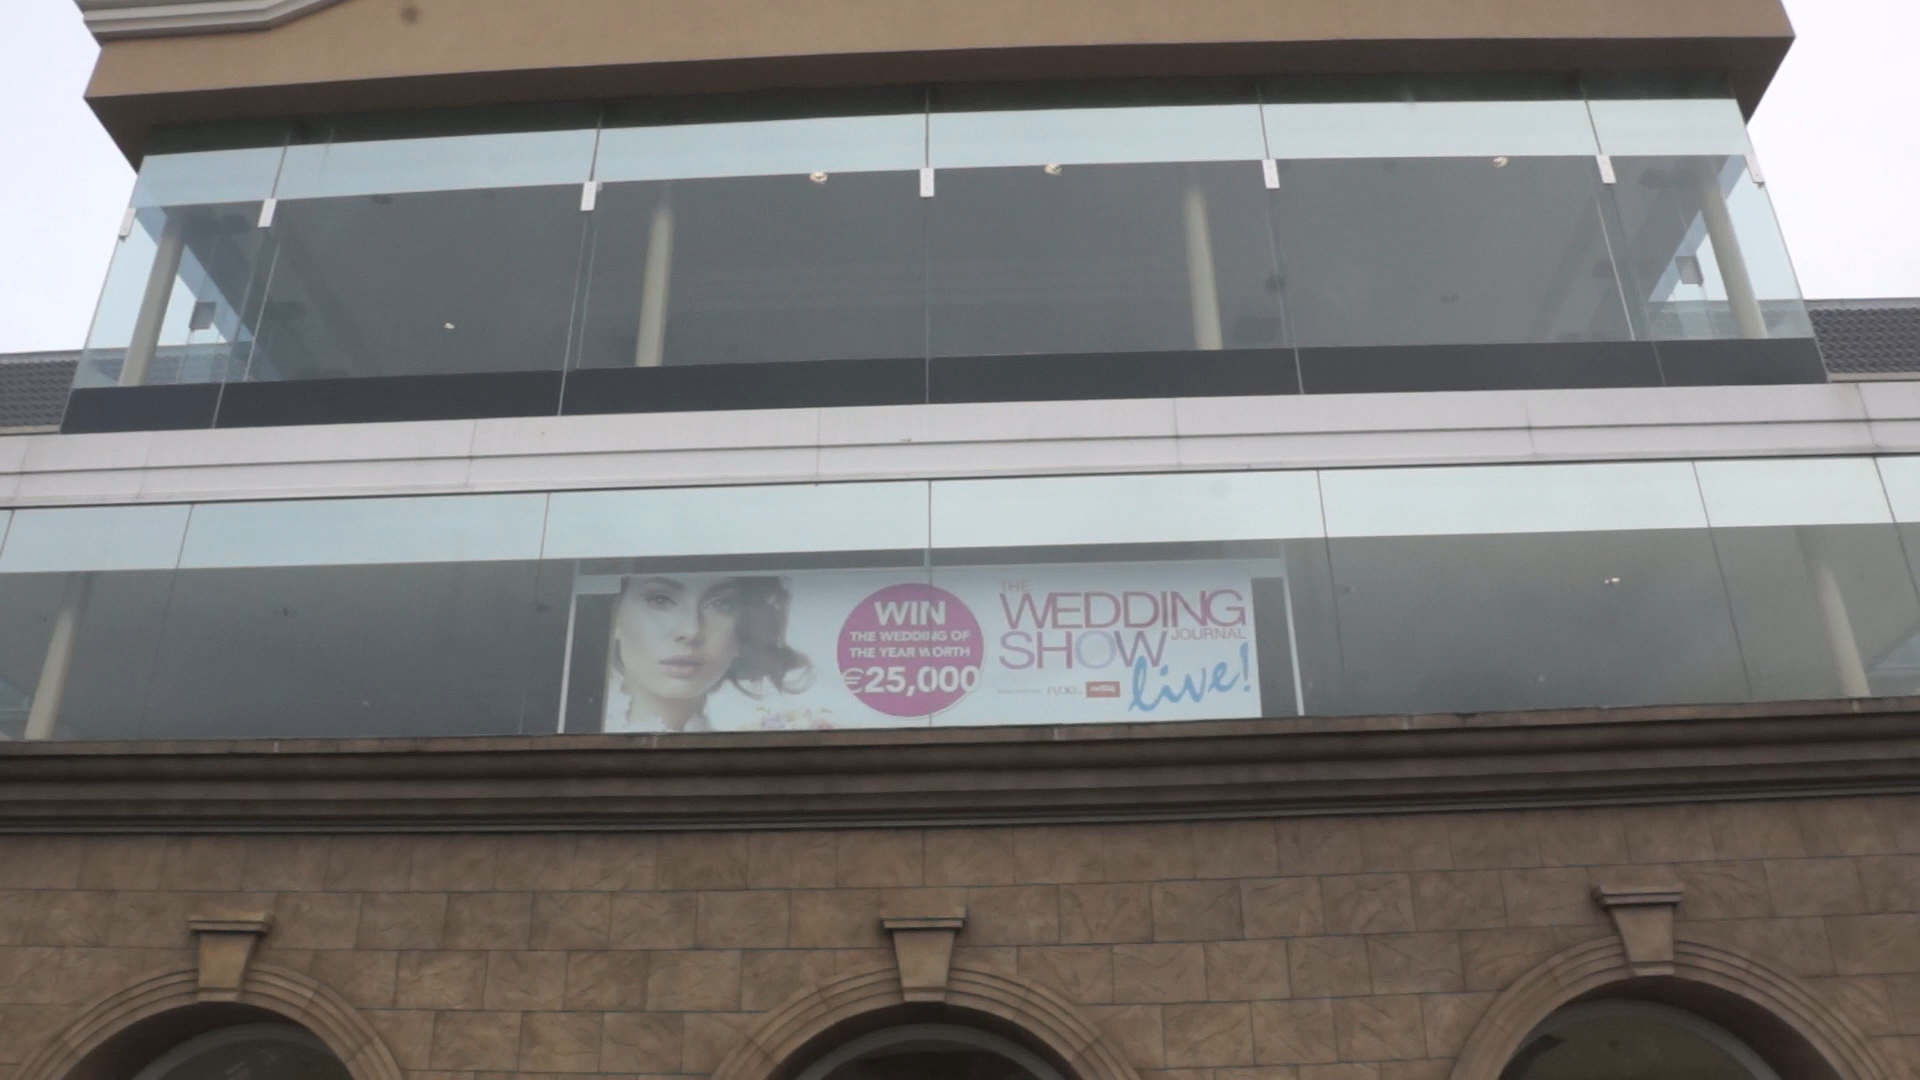 WIN
THE WEDDING OF
THE YEAR WORTH
€25,000
THE
WEDDING
SHOW JOURNAL
live!